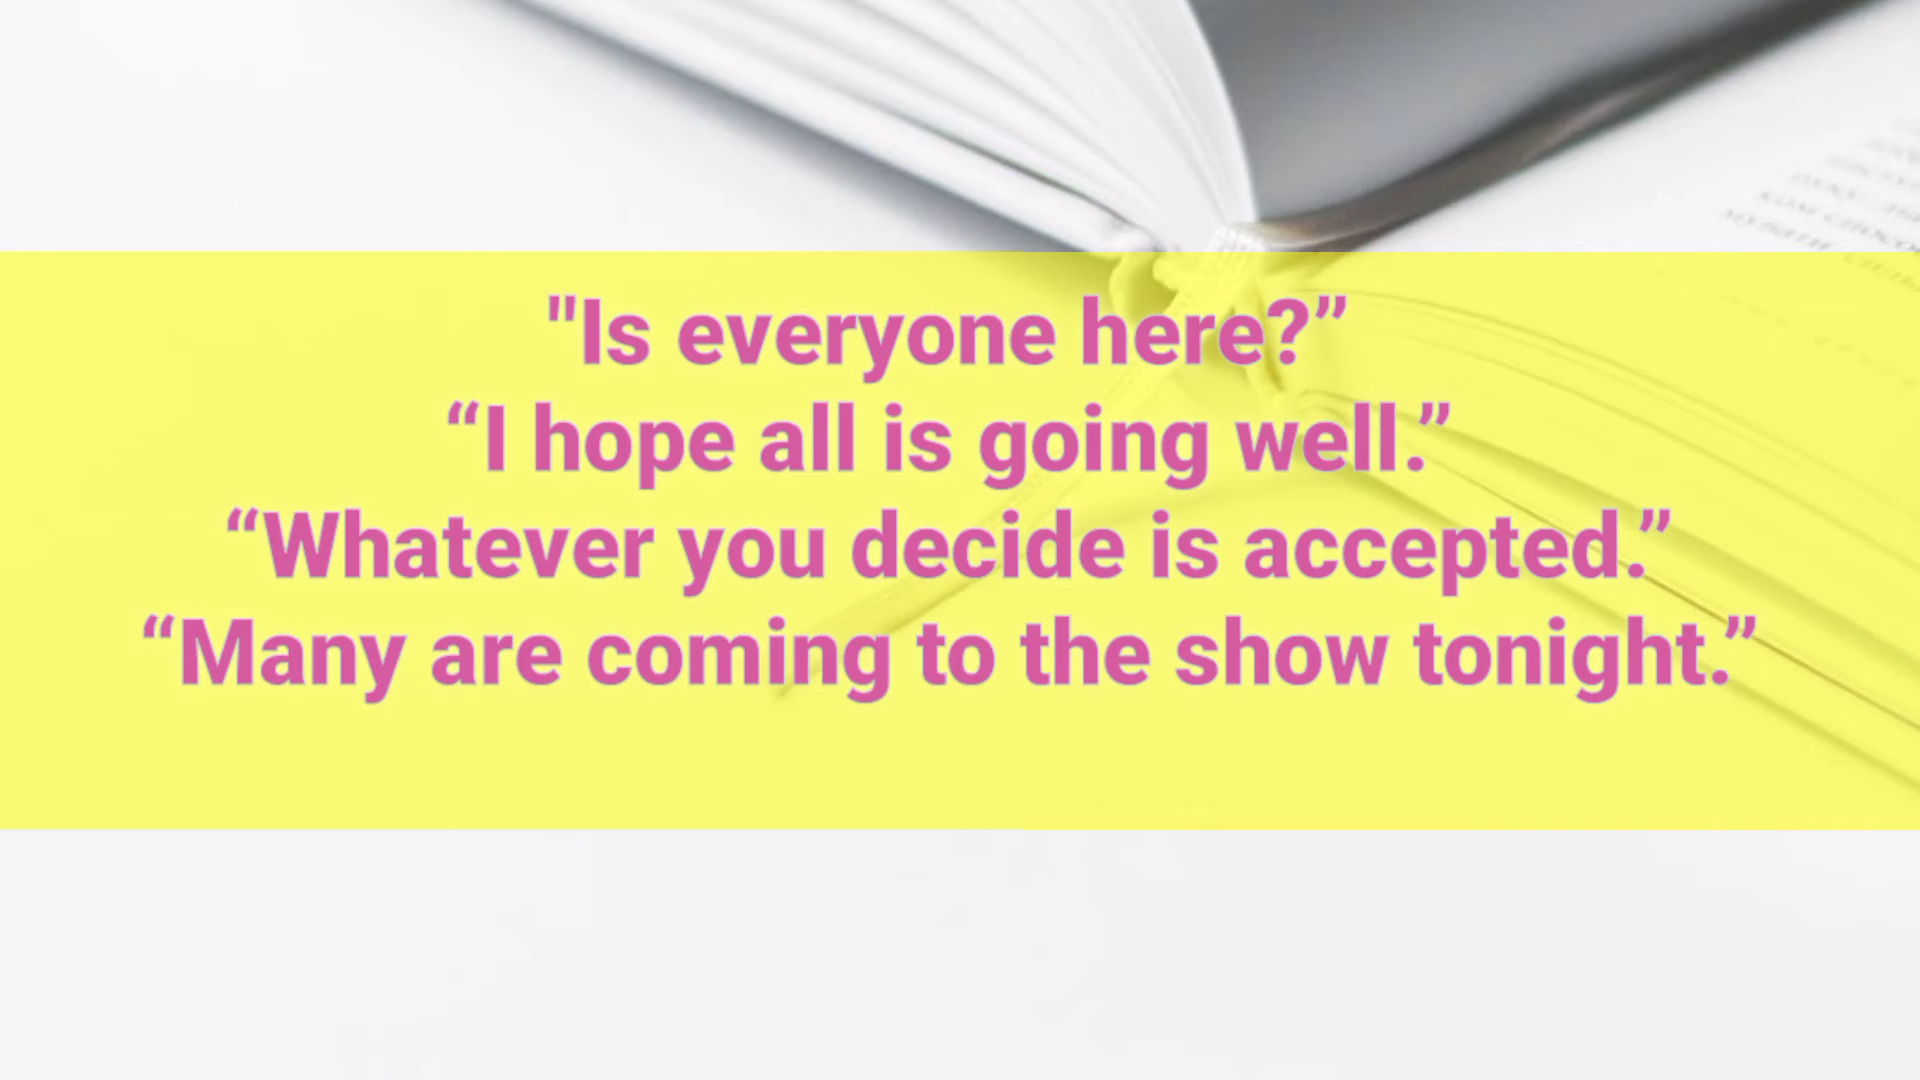 "Is everyone here?”
“I hope all is going well.”
“Whatever you decide is accepted.”
“Many are coming to the show tonight.”